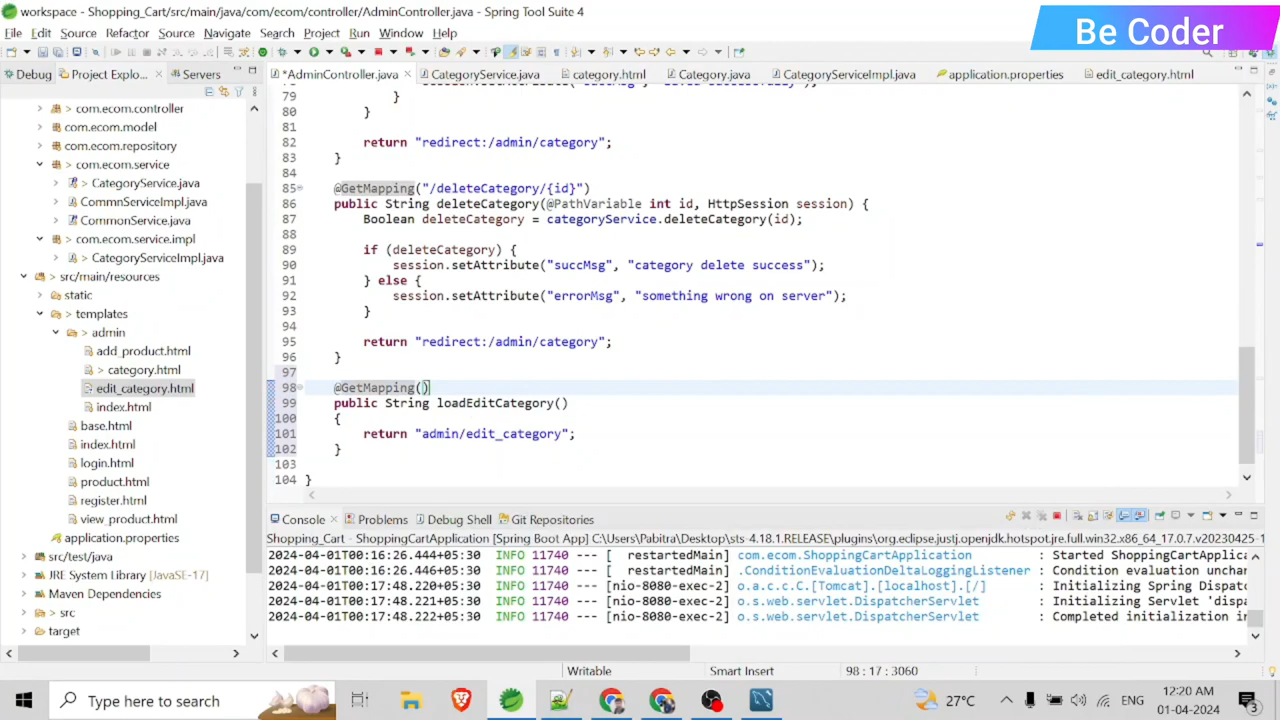 workspace - Shopping_Cart/src/main/java/com/ecom/controller/AdminController.java - Spring Tool Suite 4
Be Coder
File Edit Source Refactor Source Navigate Search Project Run Window Help
Debug Project Explo... Servers
*AdminController.java CategoryService.java category.html Category.java CategoryServiceImpl.java application.properties edit_category.html
> com.ecom.controller
com.ecom.model
com.ecom.repository
> com.ecom.service
> CategoryService.java
CommnServiceImpl.java
CommonService.java
> com.ecom.service.impl
> CategoryServiceImpl.java
> src/main/resources
static
> templates
> admin
add_product.html
> category.html
edit_category.html
index.html
base.html
index.html
login.html
product.html
register.html
view_product.html
application.properties
src/test/java
JRE System Library [JavaSE-17]
Maven Dependencies
> src
target
79 }
80 }
81
82 return "redirect:/admin/category";
83 }
84
85 @GetMapping("/deleteCategory/{id}")
86 public String deleteCategory(@PathVariable int id, HttpSession session) {
87 Boolean deleteCategory = categoryService.deleteCategory(id);
88
89 if (deleteCategory) {
90 session.setAttribute("succMsg", "category delete success");
91 } else {
92 session.setAttribute("errorMsg", "something wrong on server");
93 }
94
95 return "redirect:/admin/category";
96 }
97
98 @GetMapping()
99 public String loadEditCategory()
100 {
101 return "admin/edit_category";
102 }
103
104 }
Console Problems Debug Shell Git Repositories
Shopping_Cart - ShoppingCartApplication [Spring Boot App] C:\Users\Pabitra\Desktop\sts-4.18.1.RELEASE\plugins\org.eclipse.justj.openjdk.hotspot.jre.full.win32.x86_64_17.0.7.v20230425-1
2024-04-01T00:16:26.444+05:30 INFO 11740 --- [ restartedMain] com.ecom.ShoppingCartApplication : Started ShoppingCartApplic
2024-04-01T00:16:26.446+05:30 INFO 11740 --- [ restartedMain] .ConditionEvaluationDeltaLoggingListener : Condition evaluation unchan
2024-04-01T00:17:48.220+05:30 INFO 11740 --- [nio-8080-exec-2] o.a.c.c.C.[Tomcat].[localhost].[/] : Initializing Spring Dispatc
2024-04-01T00:17:48.221+05:30 INFO 11740 --- [nio-8080-exec-2] o.s.web.servlet.DispatcherServlet : Initializing Servlet 'dispa
2024-04-01T00:17:48.222+05:30 INFO 11740 --- [nio-8080-exec-2] o.s.web.servlet.DispatcherServlet : Completed initialization in
Writable Smart Insert 98 : 17 : 3060
Type here to search 27°C ENG 12:20 AM
01-04-2024 3